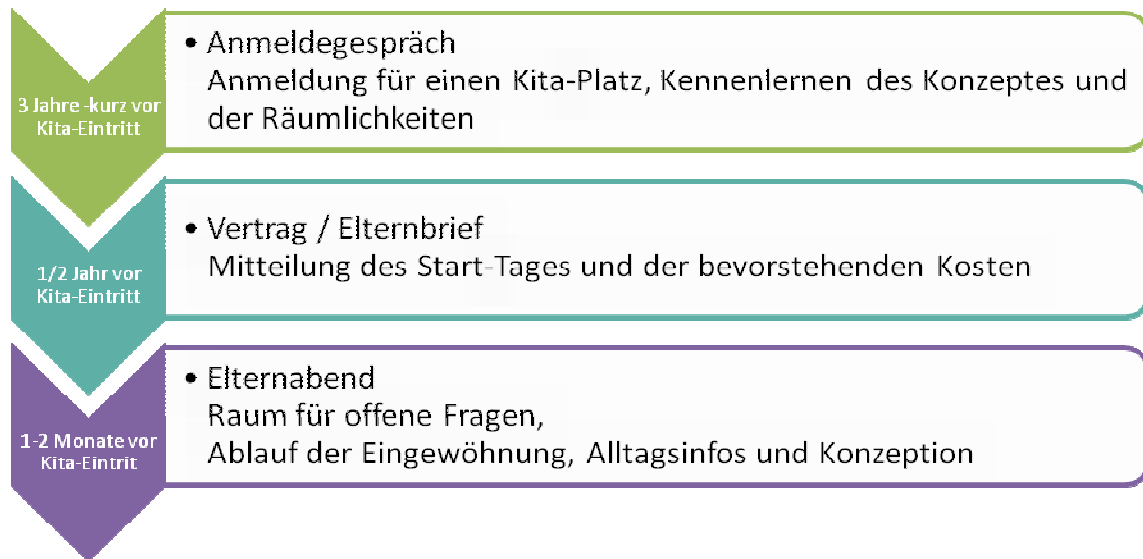 3 Jahre -kurz vor
Kita-Eintritt
• Anmeldegespräch
Anmeldung für einen Kita-Platz, Kennenlernen des Konzeptes und
der Räumlichkeiten
1/2 Jahr vor
Kita-Eintritt
• Vertrag / Elternbrief
Mitteilung des Start-Tages und der bevorstehenden Kosten
1-2 Monate vor
Kita-Eintrit
• Elternabend
Raum für offene Fragen,
Ablauf der Eingewöhnung, Alltagsinfos und Konzeption